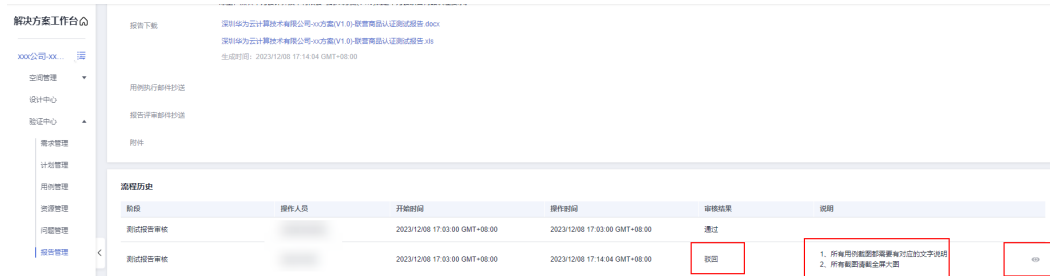 解决方案工作台
xxx公司-xx...
空间管理
设计中心
验证中心
需求管理
计划管理
用例管理
资源管理
问题管理
报告管理
报告下载
深圳华为云计算技术有限公司-xx方案(V1.0)-联营商品认证测试报告.docx
深圳华为云计算技术有限公司-xx方案(V1.0)-联营商品认证测试报告.xls
生成时间：2023/12/08 17:14:04 GMT+08:00
用例执行邮件抄送
报告评审邮件抄送
附件
流程历史
阶段 操作人员 开始时间 操作时间 审核结果 说明
测试报告审核 2023/12/08 17:03:00 GMT+08:00 2023/12/08 17:03:00 GMT+08:00 通过
测试报告审核 2023/12/08 17:03:00 GMT+08:00 2023/12/08 17:14:04 GMT+08:00 驳回
1、所有用例截图都需要有对应的文字说明
2、所有截图请截全屏大图